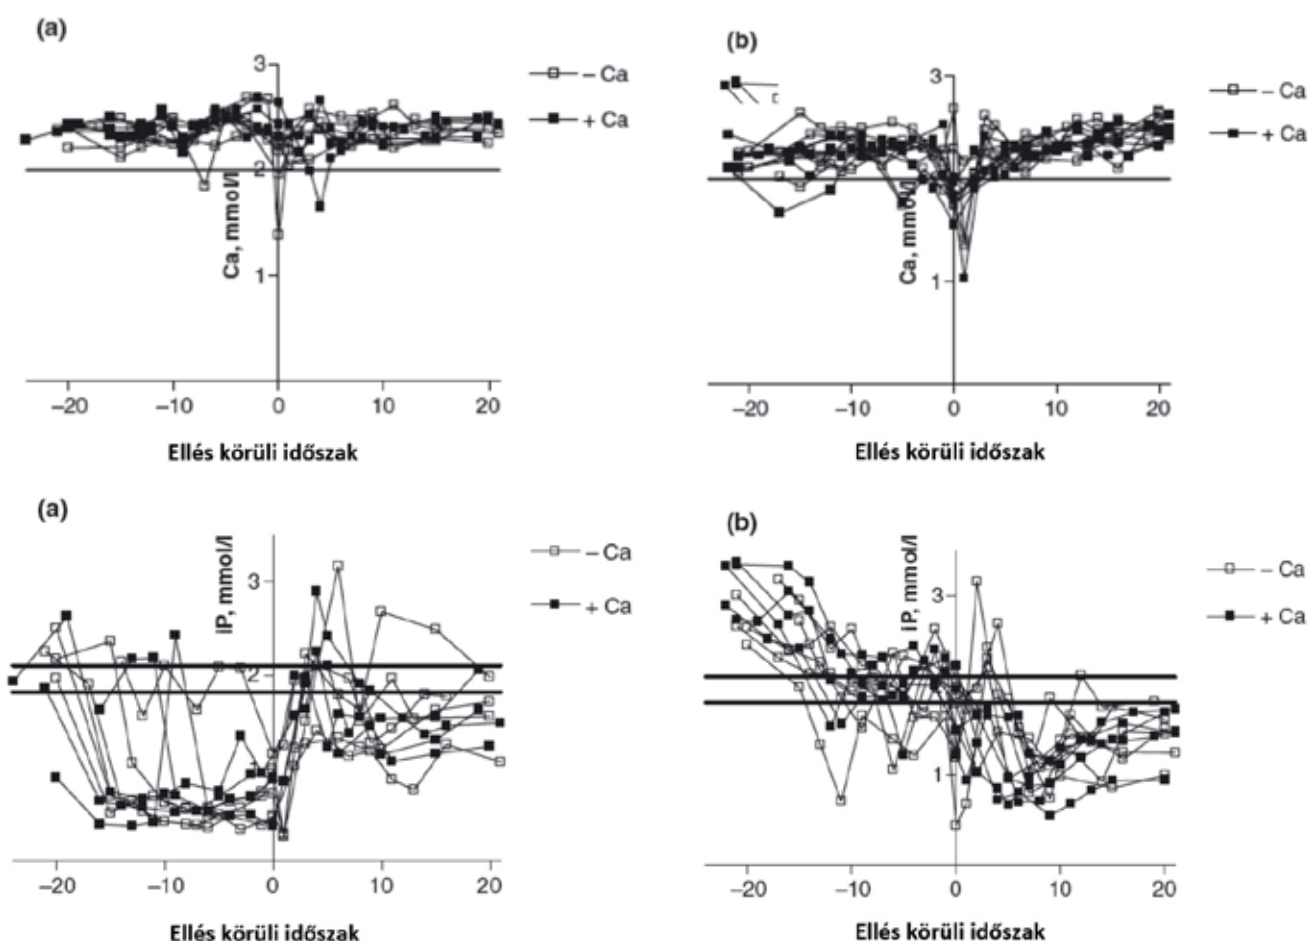 (a)
3
– Ca
+ Ca
2
Ca, mmol/l
1
–20 –10 0 10 20
Ellés körüli időszak
(b)
3
– Ca
+ Ca
Ca, mmol/l
1
–20 –10 0 10 20
Ellés körüli időszak
(a)
iP, mmol/l
– Ca
3
+ Ca
2
–20 –10 0 10 20
Ellés körüli időszak
(b)
iP, mmol/l
– Ca
3
+ Ca
1
–20 –10 0 10 20
Ellés körüli időszak